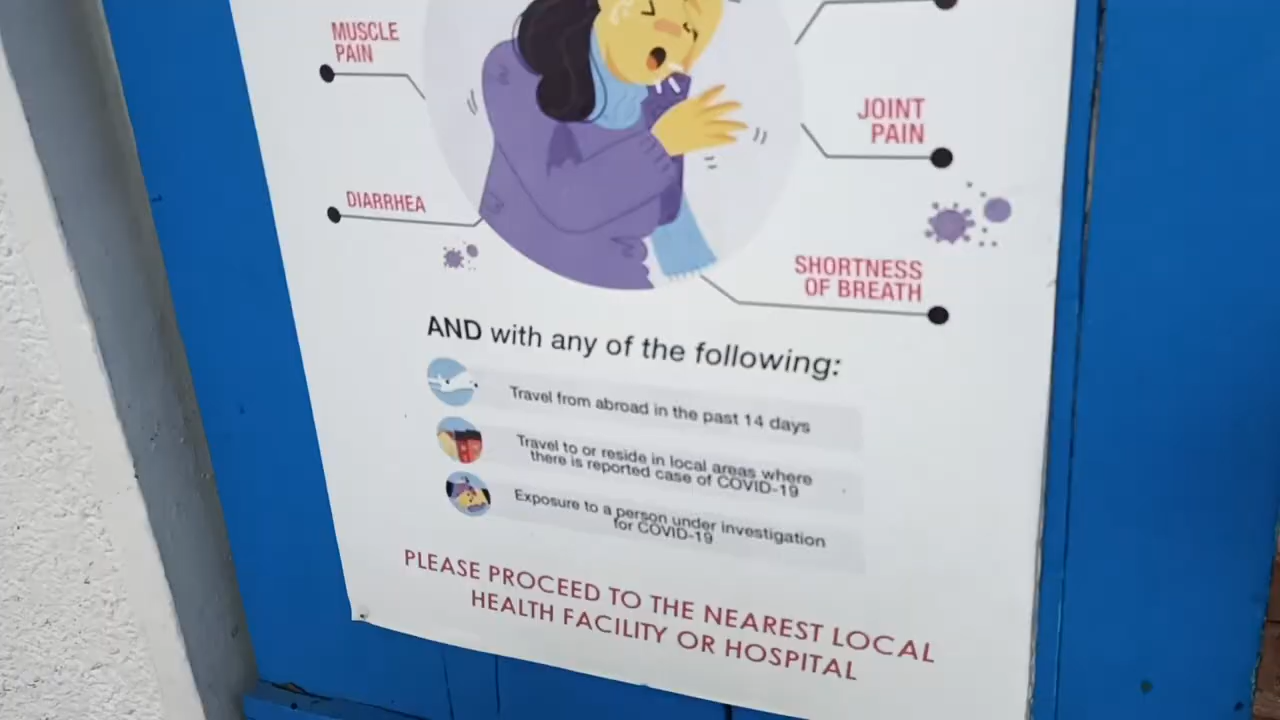 MUSCLE
PAIN
JOINT
PAIN
DIARRHEA
SHORTNESS
OF BREATH
AND with any of the following:
Travel from abroad in the past 14 days
Travel to or reside in local areas where
there is reported case of COVID-19
Exposure to a person under investigation
for COVID-19
PLEASE PROCEED TO THE NEAREST LOCAL
HEALTH FACILITY OR HOSPITAL